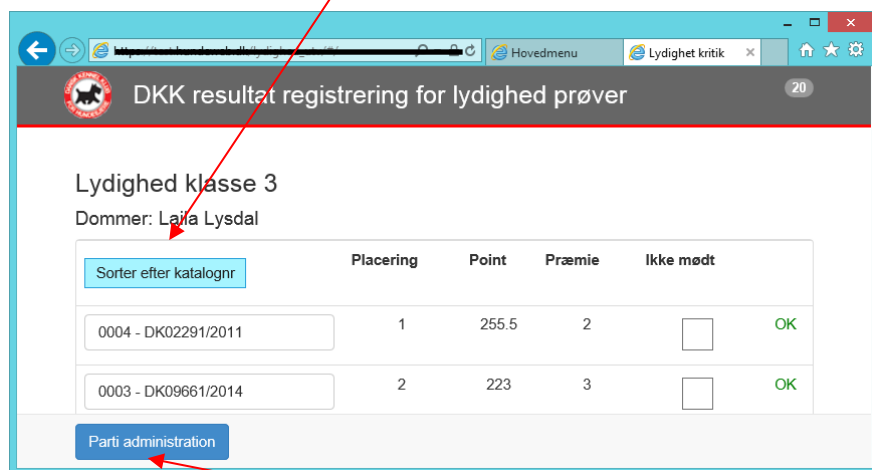 Hovedmenu
Lydighet kritik
DKK resultat registrering for lydighed prøver
20
Lydighed klasse 3
Dommer: Laila Lysdal
Sorter efter katalognr Placering Point Præmie Ikke mødt
0004 - DK02291/2011 1 255.5 2 OK
0003 - DK09661/2014 2 223 3 OK
Parti administration